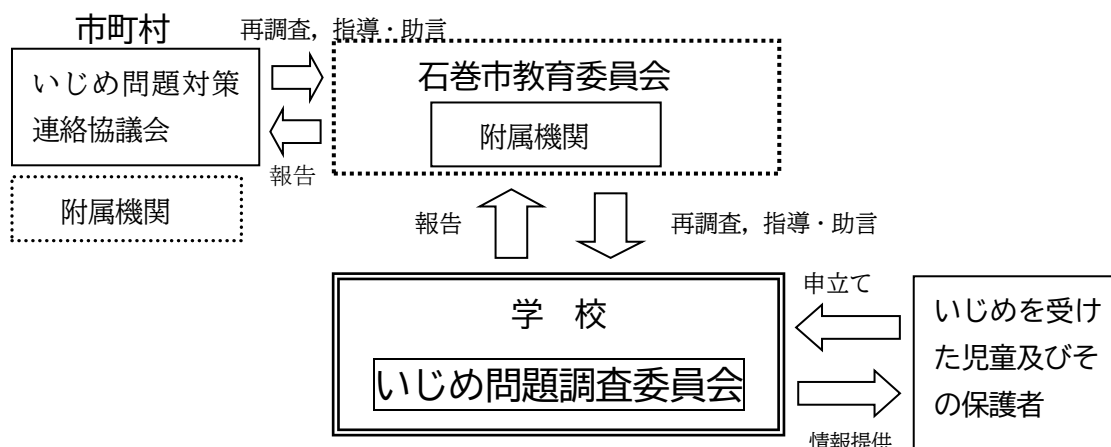 市町村
再調査，指導・助言
いじめ問題対策
連絡協議会
石巻市教育委員会
附属機関
報告
附属機関
報告
再調査，指導・助言
申立て
学　校
いじめ問題調査委員会
いじめを受け
た児童及びそ
の保護者
情報提供